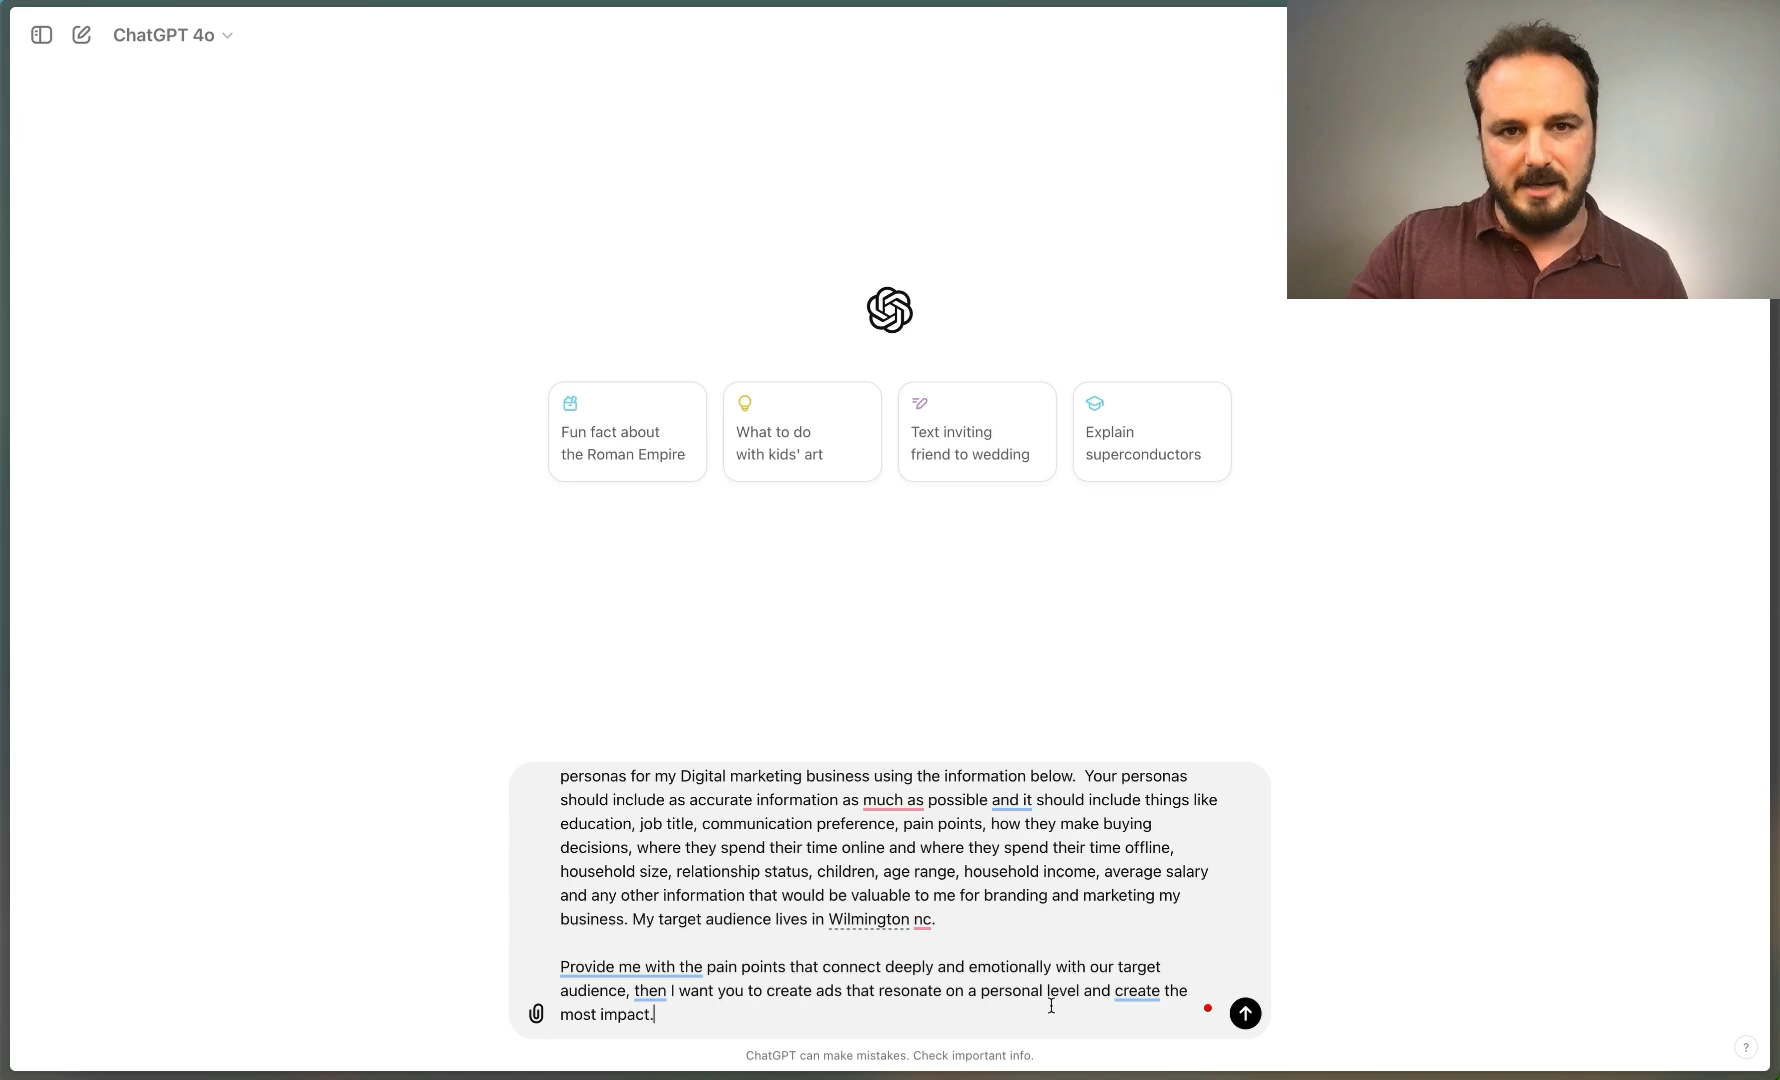 ChatGPT 4o
Fun fact about
the Roman Empire
What to do
with kids' art
Text inviting
friend to wedding
Explain
superconductors
personas for my Digital marketing business using the information below.  Your personas
should include as accurate information as much as possible and it should include things like
education, job title, communication preference, pain points, how they make buying
decisions, where they spend their time online and where they spend their time offline,
household size, relationship status, children, age range, household income, average salary
and any other information that would be valuable to me for branding and marketing my
business. My target audience lives in Wilmington nc.
Provide me with the pain points that connect deeply and emotionally with our target
audience, then I want you to create ads that resonate on a personal level and create the
most impact.
ChatGPT can make mistakes. Check important info.
?